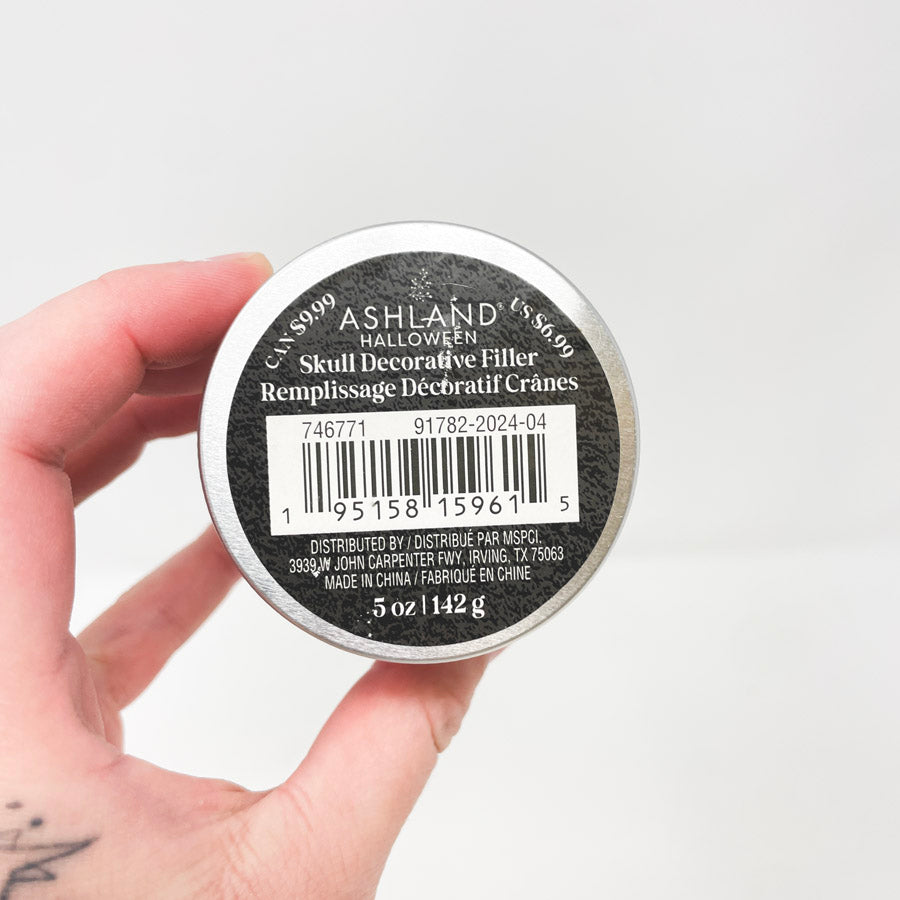 CAN $9.99
US $6.99
ASHLAND®
HALLOWEEN
Skull Decorative Filler
Remplissage Décoratif Crânes
746771 91782-2024-04
1 95158 15961 5
DISTRIBUTED BY / DISTRIBUÉ PAR MSPCI.
3939 W JOHN CARPENTER FWY, IRVING, TX 75063
MADE IN CHINA / FABRIQUÉ EN CHINE
5 oz | 142 g